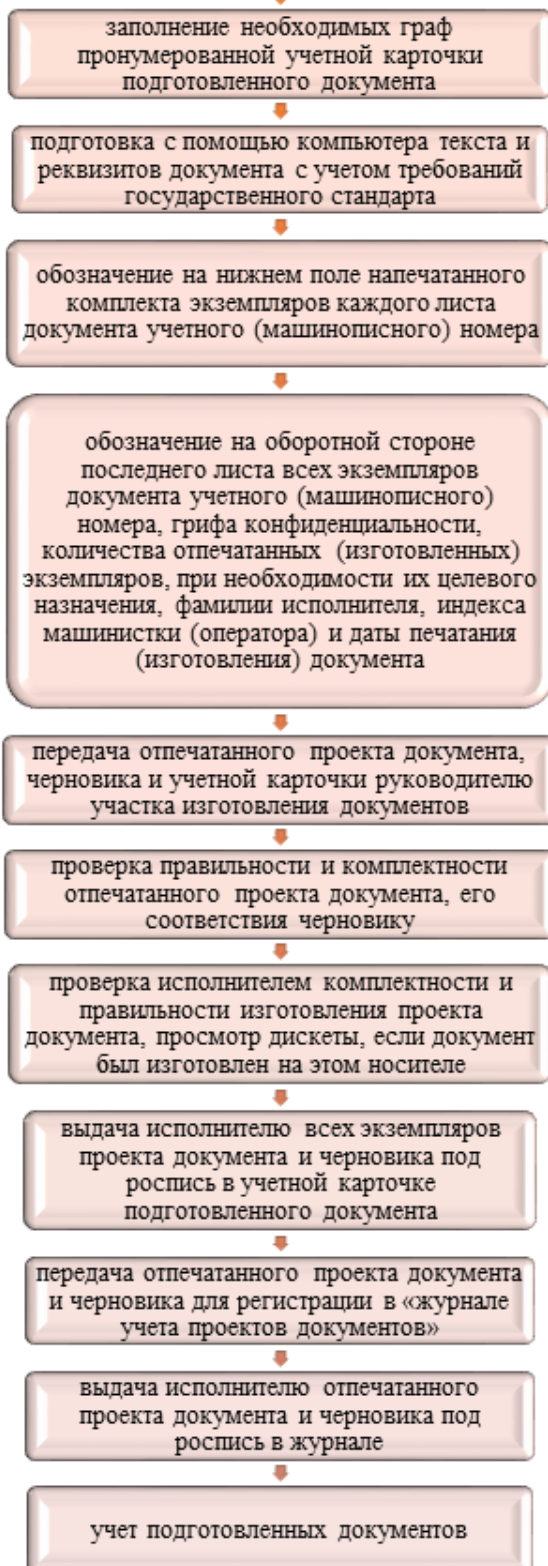 заполнение необходимых граф
пронумерованной учетной карточки
подготовленного документа
подготовка с помощью компьютера текста и
реквизитов документа с учетом требований
государственного стандарта
обозначение на нижнем поле напечатанного
комплекта экземпляров каждого листа
документа учетного (машинописного) номера
обозначение на оборотной стороне
последнего листа всех экземпляров
документа учетного (машинописного)
номера, грифа конфиденциальности,
количества отпечатанных (изготовленных)
экземпляров, при необходимости их целевого
назначения, фамилии исполнителя, индекса
машинистки (оператора) и даты печатания
(изготовления) документа
передача отпечатанного проекта документа,
черновика и учетной карточки руководителю
участка изготовления документов
проверка правильности и комплектности
отпечатанного проекта документа, его
соответствия черновику
проверка исполнителем комплектности и
правильности изготовления проекта
документа, просмотр дискеты, если документ
был изготовлен на этом носителе
выдача исполнителю всех экземпляров
проекта документа и черновика под
роспись в учетной карточке
подготовленного документа
передача отпечатанного проекта документа
и черновика для регистрации в «журнале
учета проектов документов»
выдача исполнителю отпечатанного
проекта документа и черновика под
роспись в журнале
учет подготовленных документов